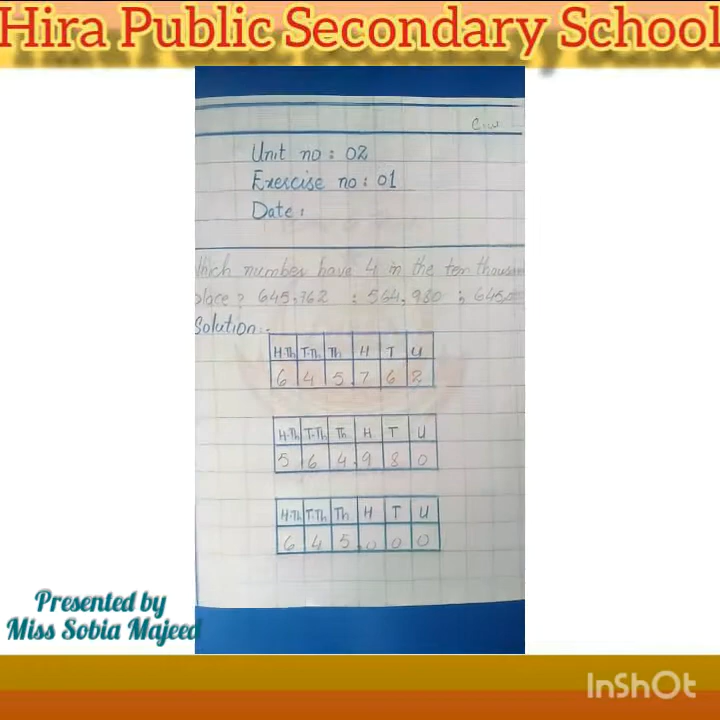 Hira Public Secondary School
C.W
Unit no : 02
Exercise no : 01
Date :
Which number have 4 in the ten thousan
place ? 645,762 ; 564,980 ; 645,0
Solution :-
H-Th T-Th Th H T U
6 4 5, 7 6 2
H-Th T-Th Th H T U
5 6 4, 9 8 0
H-Th T-Th Th H T U
6 4 5, 0 0 0
Presented by
Miss Sobia Majeed
InShOt